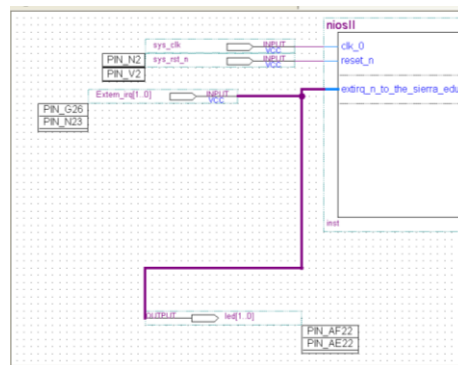 niosII
sys_clk INPUT VCC clk_0
PIN_N2 sys_rst_n INPUT VCC reset_n
PIN_V2
Extern_irq[1..0] INPUT VCC extirq_n_to_the_sierra_edu
PIN_G26
PIN_N23
inst
OUTPUT led[1..0]
PIN_AF22
PIN_AE22